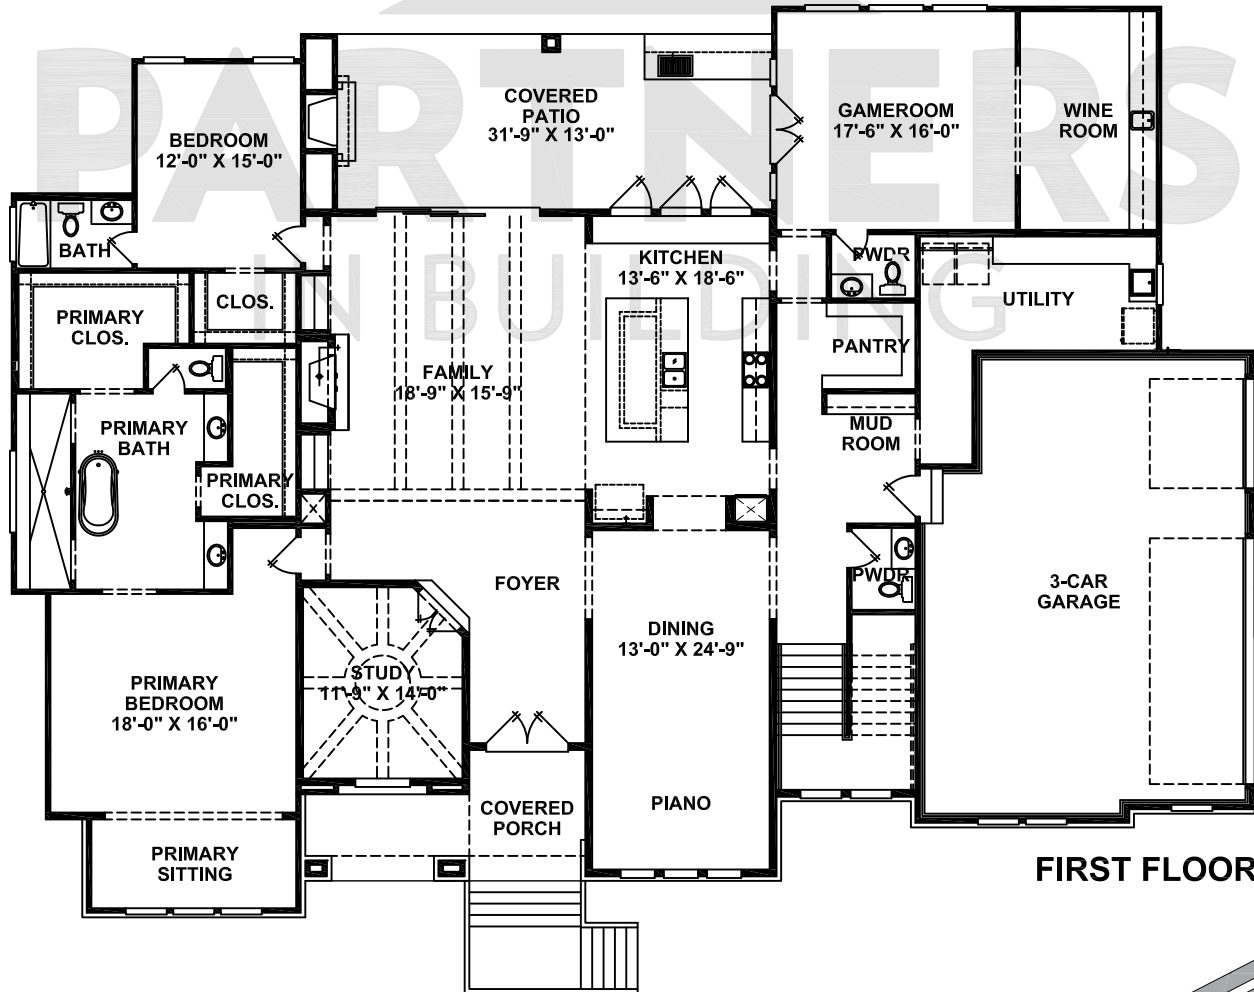 PARTNERS
IN BUILDING
BEDROOM
12'-0" X 15'-0"
COVERED
PATIO
31'-9" X 13'-0"
GAMEROOM
17'-6" X 16'-0"
WINE
ROOM
BATH
KITCHEN
13'-6" X 18'-6"
PWDR
UTILITY
PRIMARY
CLOS.
CLOS.
FAMILY
18'-9" X 15'-9"
PANTRY
PRIMARY
BATH
PRIMARY
CLOS.
MUD
ROOM
FOYER
PWDR
3-CAR
GARAGE
STUDY
11'-9" X 14'-0"
DINING
13'-0" X 24'-9"
PRIMARY
BEDROOM
18'-0" X 16'-0"
COVERED
PORCH
PIANO
PRIMARY
SITTING
FIRST FLOOR